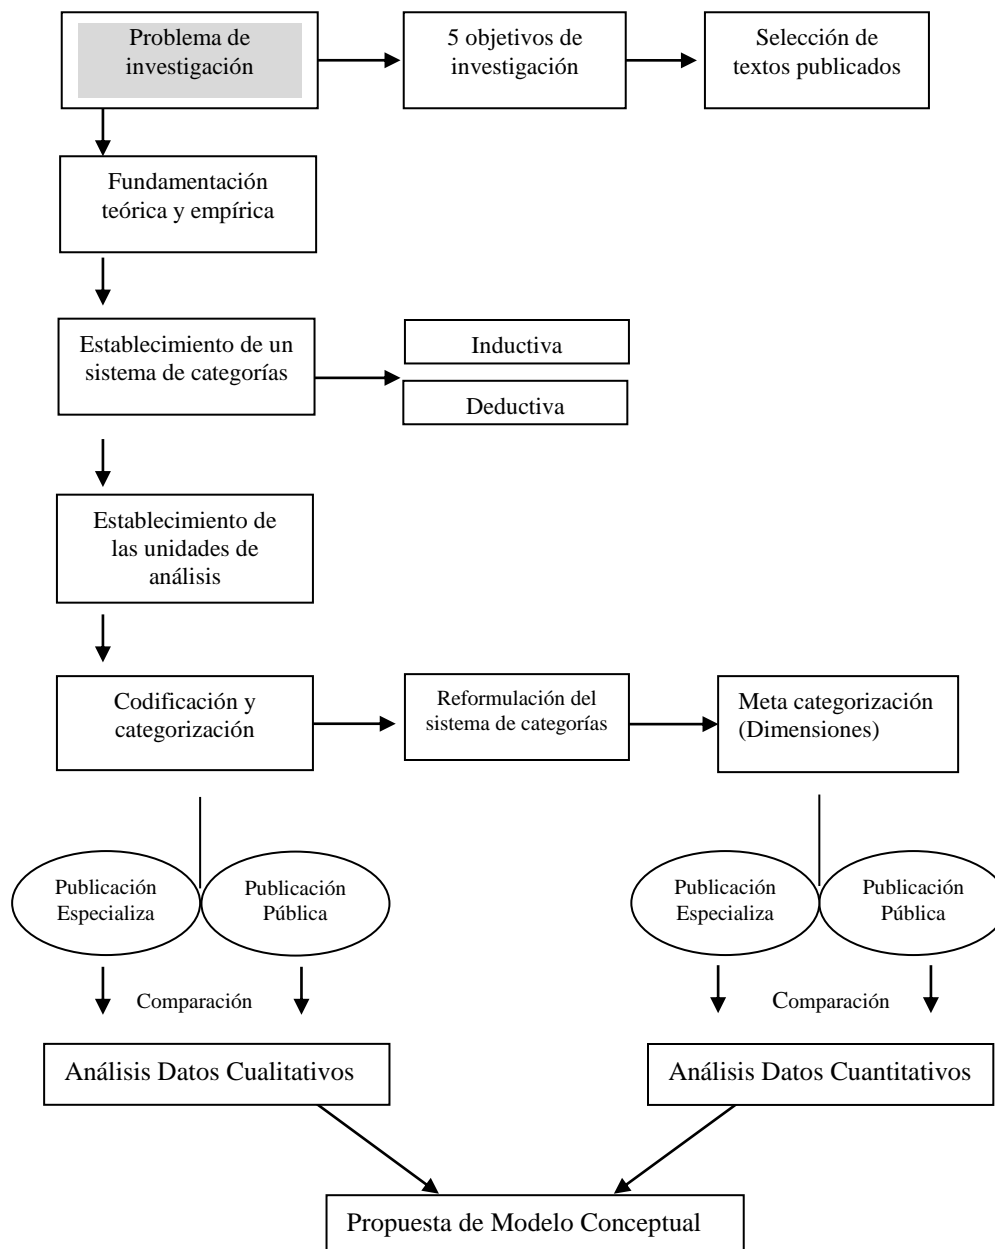 Problema de
investigación
5 objetivos de
investigación
Selección de
textos publicados
Fundamentación
teórica y empírica
Establecimiento de un
sistema de categorías
Inductiva
Deductiva
Establecimiento de
las unidades de
análisis
Codificación y
categorización
Reformulación del
sistema de categorías
Meta categorización
(Dimensiones)
Publicación
Especializa
Publicación
Pública
Publicación
Especializa
Publicación
Pública
Comparación
Comparación
Análisis Datos Cualitativos
Análisis Datos Cuantitativos
Propuesta de Modelo Conceptual